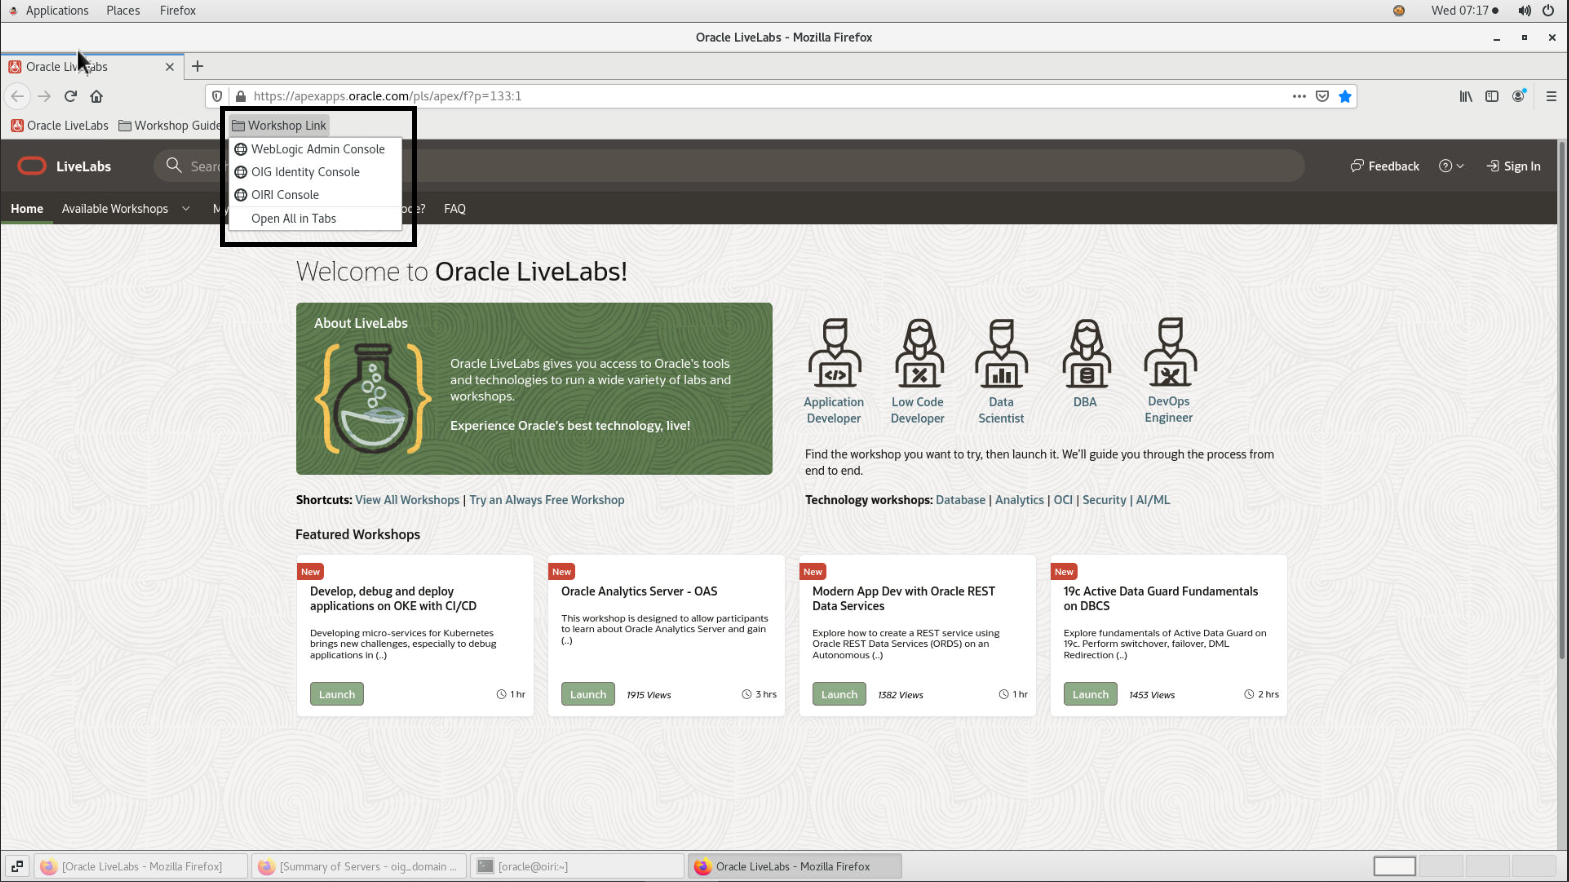 Applications Places Firefox Wed 07:17
Oracle LiveLabs - Mozilla Firefox
Oracle LiveLabs
https://apexapps.oracle.com/pls/apex/f?p=133:1
Oracle LiveLabs Workshop Guide Workshop Link
WebLogic Admin Console
OIG Identity Console
OIRI Console
Open All in Tabs
LiveLabs Feedback Sign In
Home Available Workshops FAQ
Welcome to Oracle LiveLabs!
About LiveLabs
Oracle LiveLabs gives you access to Oracle's tools
and technologies to run a wide variety of labs and
workshops.
Experience Oracle's best technology, live!
Application
Developer
Low Code
Developer
Data
Scientist
DBA
DevOps
Engineer
Find the workshop you want to try, then launch it. We'll guide you through the process from
end to end.
Shortcuts: View All Workshops | Try an Always Free Workshop
Technology workshops: Database | Analytics | OCI | Security | AI/ML
Featured Workshops
New
Develop, debug and deploy
applications on OKE with CI/CD
Developing micro-services for Kubernetes
brings new challenges, especially to debug
applications in (..)
Launch 1 hr
New
Oracle Analytics Server - OAS
This workshop is designed to allow participants
to learn about Oracle Analytics Server and gain
(..)
Launch 1915 Views 3 hrs
New
Modern App Dev with Oracle REST
Data Services
Explore how to create a REST service using
Oracle REST Data Services (ORDS) on an
Autonomous (..)
Launch 1382 Views 1 hr
New
19c Active Data Guard Fundamentals
on DBCS
Explore fundamentals of Active Data Guard on
19c. Perform switchover, failover, DML
Redirection (..)
Launch 1453 Views 2 hrs
[Oracle LiveLabs - Mozilla Firefox] [Summary of Servers - oig_domain ... [oracle@oiri:~] Oracle LiveLabs - Mozilla Firefox